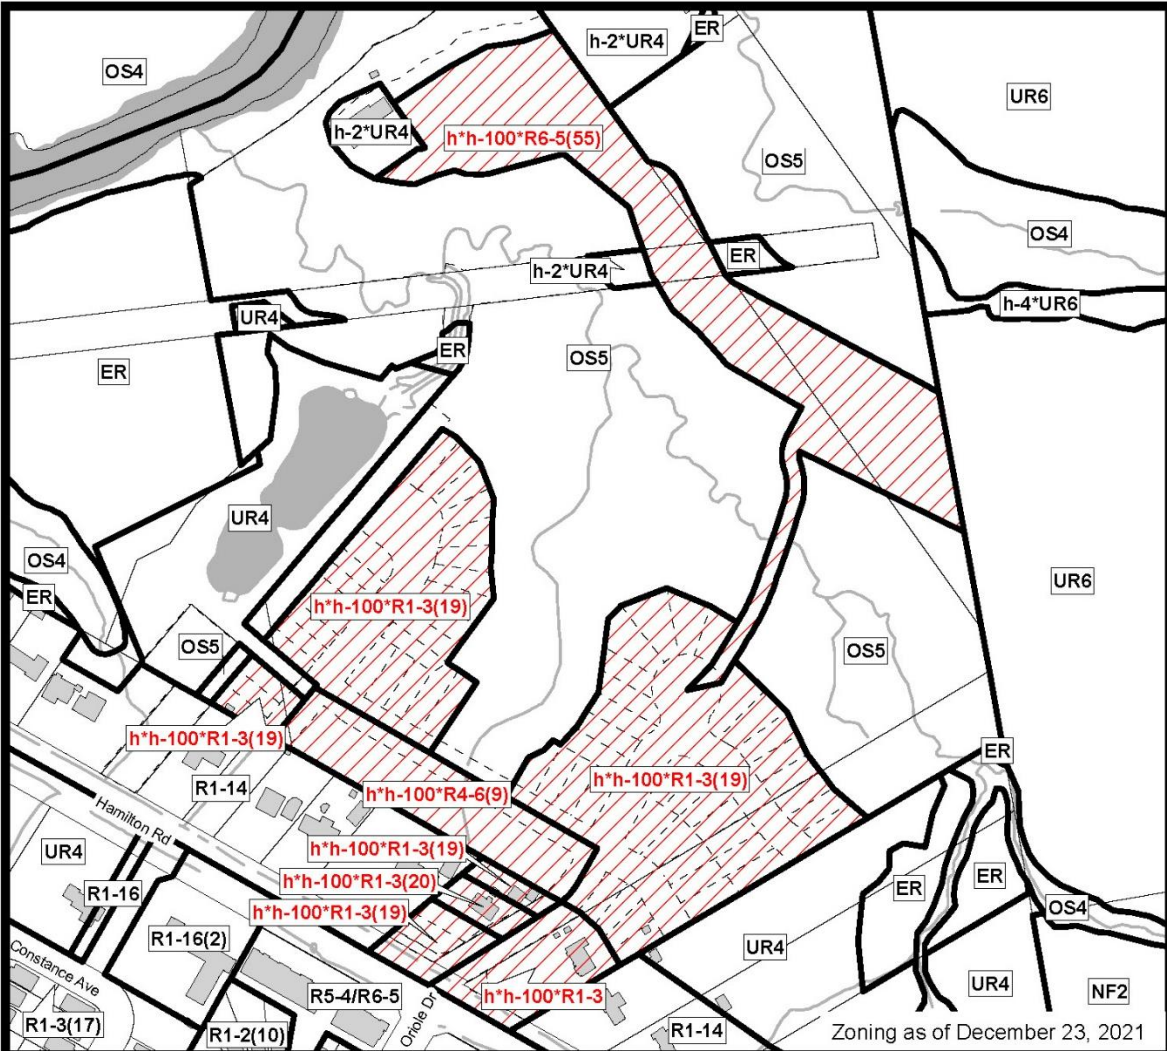 ER
h-2*UR4
OS4
UR6
h-2*UR4
h*h-100*R6-5(55)
OS5
OS4
ER
h-2*UR4
h-4*UR6
UR4
ER
OS5
ER
UR4
OS4
UR6
ER
h*h-100*R1-3(19)
OS5
OS5
h*h-100*R1-3(19)
ER
h*h-100*R1-3(19)
R1-14
h*h-100*R4-6(9)
Hamilton Rd
h*h-100*R1-3(19)
UR4
h*h-100*R1-3(20)
ER
ER
R1-16
h*h-100*R1-3(19)
OS4
R1-16(2)
UR4
Constance Ave
UR4
NF2
R5-4/R6-5
h*h-100*R1-3
Oriole Dr
R1-3(17)
R1-2(10)
R1-14
Zoning as of December 23, 2021